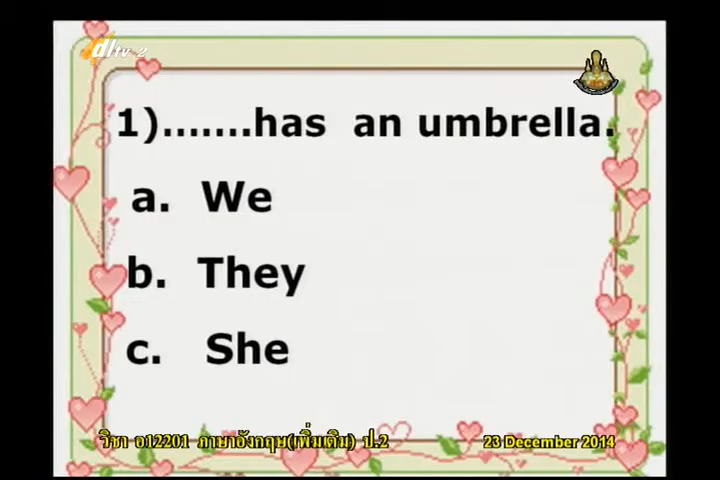 dltv 2
1).......has an umbrella.
a. We
b. They
c. She
วิชา อ12201 ภาษาอังกฤษ(เพิ่มเติม) ป.2
23 December 2014